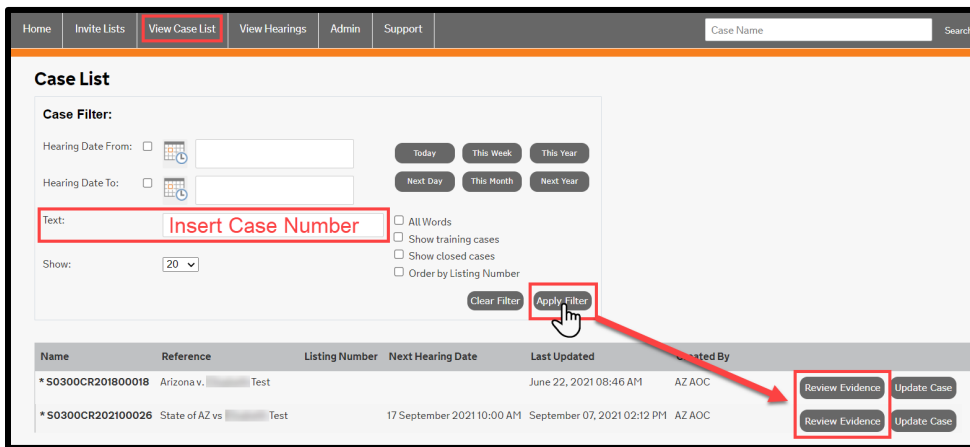 Home Invite Lists View Case List View Hearings Admin Support Case Name Search
Case List
Case Filter:
Hearing Date From: Today This Week This Year
Hearing Date To: Next Day This Month Next Year
Text: Insert Case Number All Words
Show training cases
Show closed cases
Show: 20 Order by Listing Number
Clear Filter Apply Filter
Name Reference Listing Number Next Hearing Date Last Updated Created By
* S0300CR201800018 Arizona v. Test June 22, 2021 08:46 AM AZ AOC Review Evidence Update Case
* S0300CR202100026 State of AZ vs Test 17 September 2021 10:00 AM September 07, 2021 02:12 PM AZ AOC Review Evidence Update Case